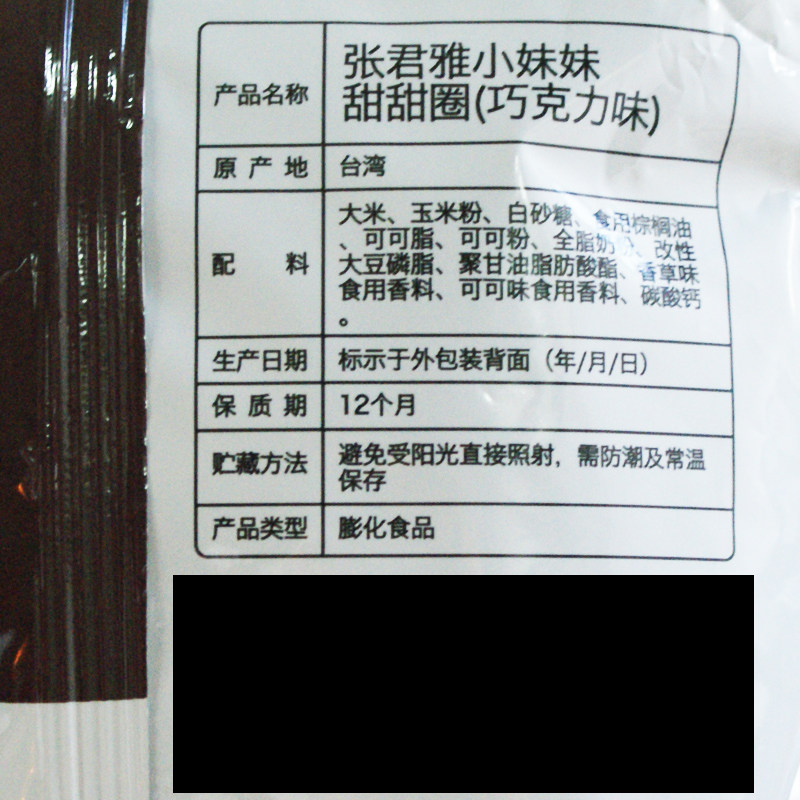 产品名称
张君雅小妹妹
甜甜圈(巧克力味)
原产地 台湾
配料
大米、玉米粉、白砂糖、食用棕榈油
、可可脂、可可粉、全脂奶粉、改性
大豆磷脂、聚甘油脂肪酸酯、香草味
食用香料、可可味食用香料、碳酸钙
。
生产日期 标示于外包装背面（年/月/日）
保质期 12个月
贮藏方法
避免受阳光直接照射，需防潮及常温
保存
产品类型 膨化食品